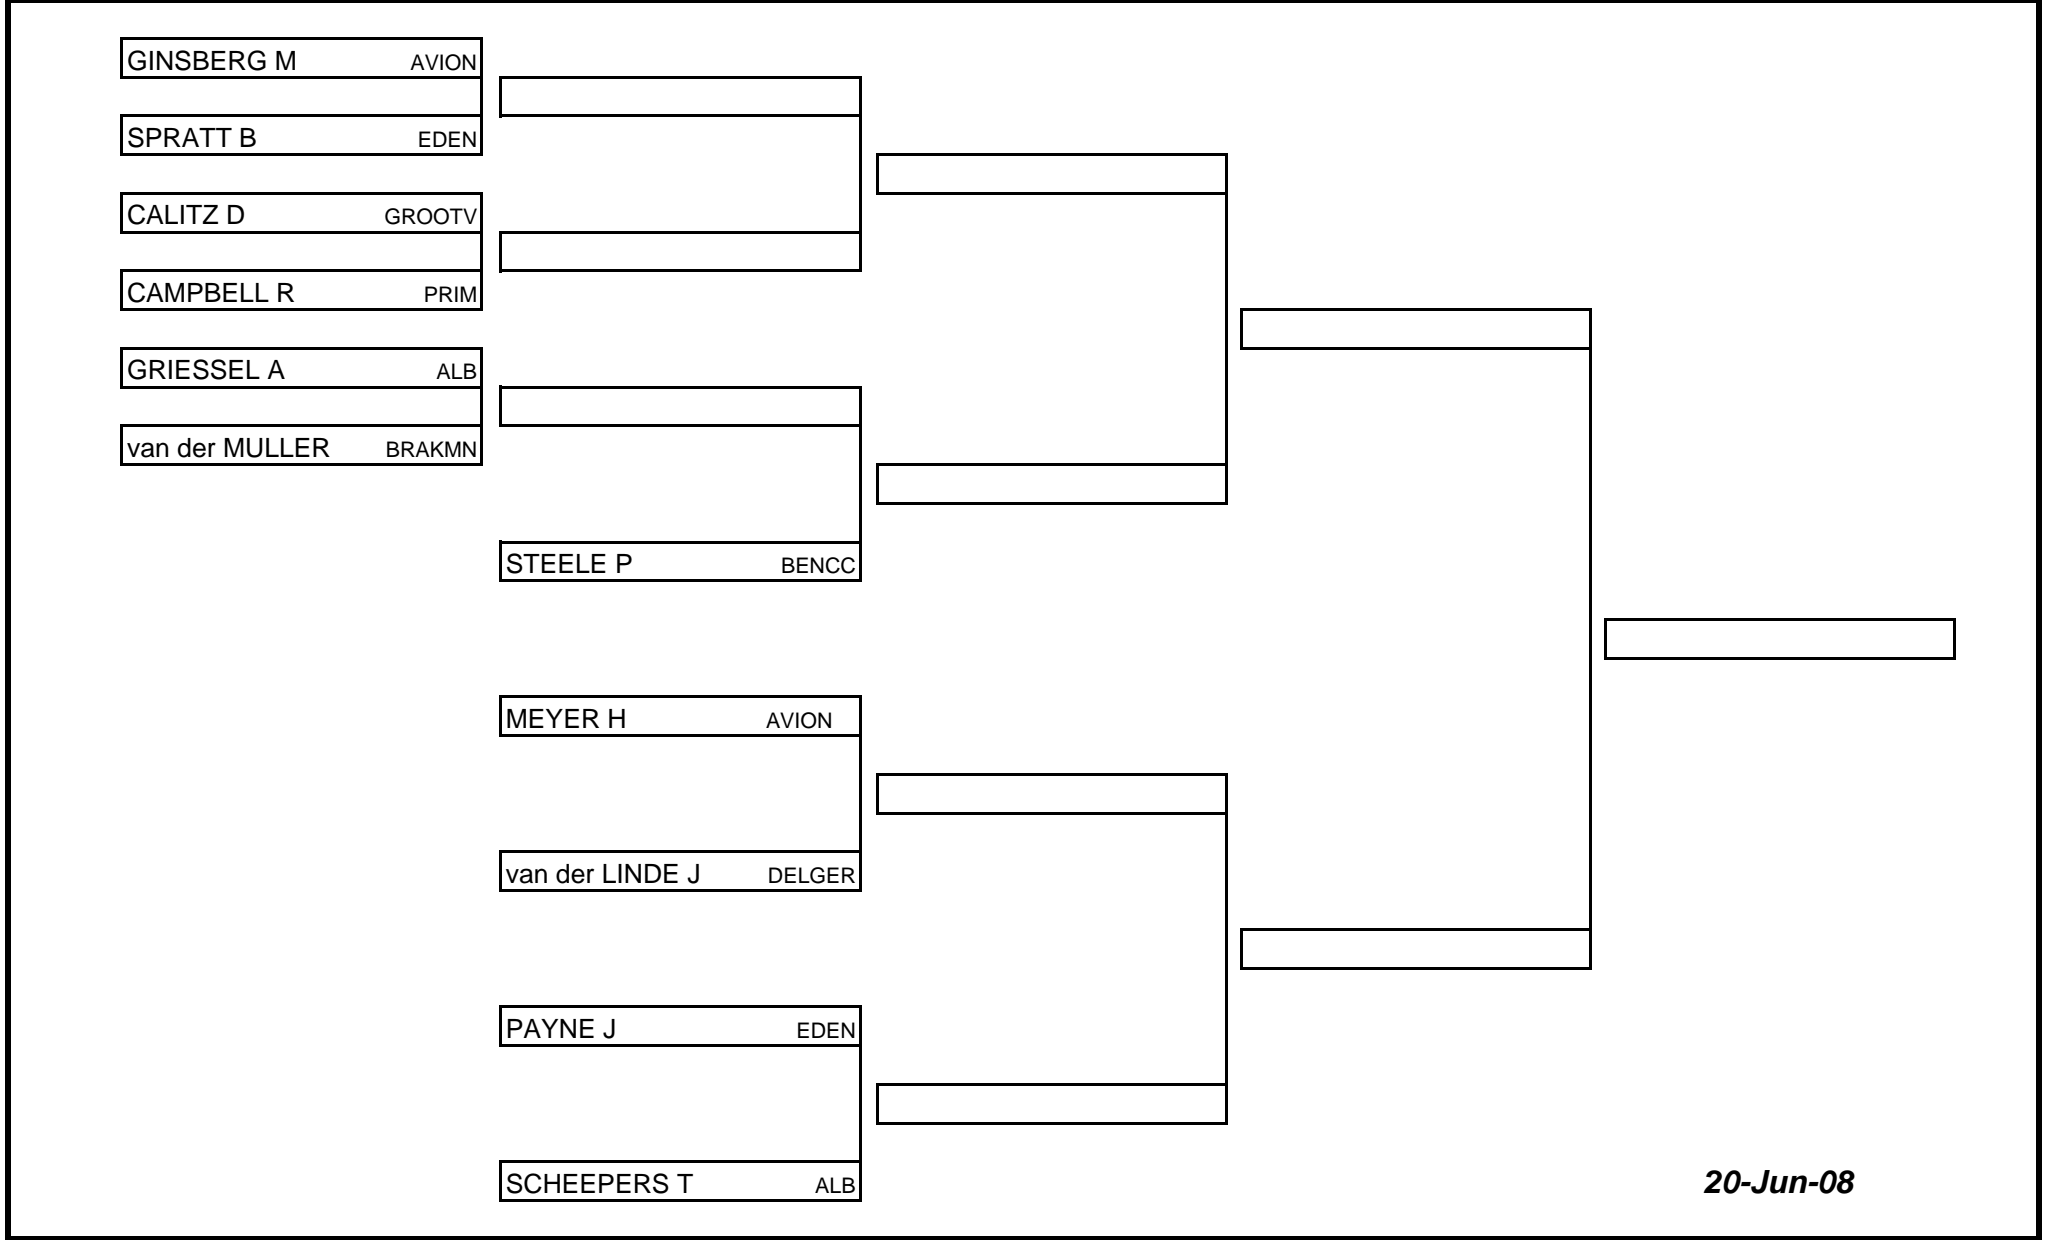 GINSBERG M AVION
SPRATT B EDEN
CALITZ D GROOTV
CAMPBELL R PRIM
GRIESSEL A ALB
van der MULLER BRAKMN
STEELE P BENCC
MEYER H AVION
van der LINDE J DELGER
PAYNE J EDEN
SCHEEPERS T ALB
20-Jun-08